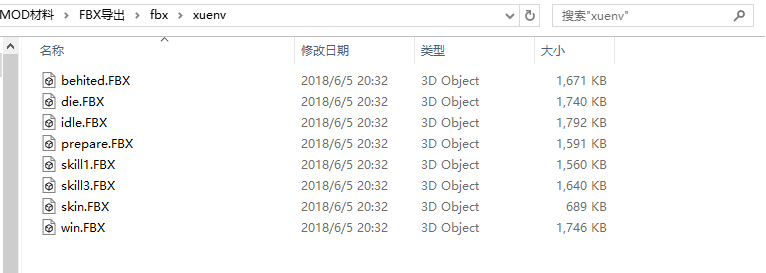 MOD材料 › FBX导出 › fbx › xuenv 搜索"xuenv"
名称 修改日期 类型 大小
behited.FBX 2018/6/5 20:32 3D Object 1,671 KB
die.FBX 2018/6/5 20:32 3D Object 1,740 KB
idle.FBX 2018/6/5 20:32 3D Object 1,792 KB
prepare.FBX 2018/6/5 20:32 3D Object 1,591 KB
skill1.FBX 2018/6/5 20:32 3D Object 1,560 KB
skill3.FBX 2018/6/5 20:32 3D Object 1,640 KB
skin.FBX 2018/6/5 20:32 3D Object 689 KB
win.FBX 2018/6/5 20:32 3D Object 1,746 KB